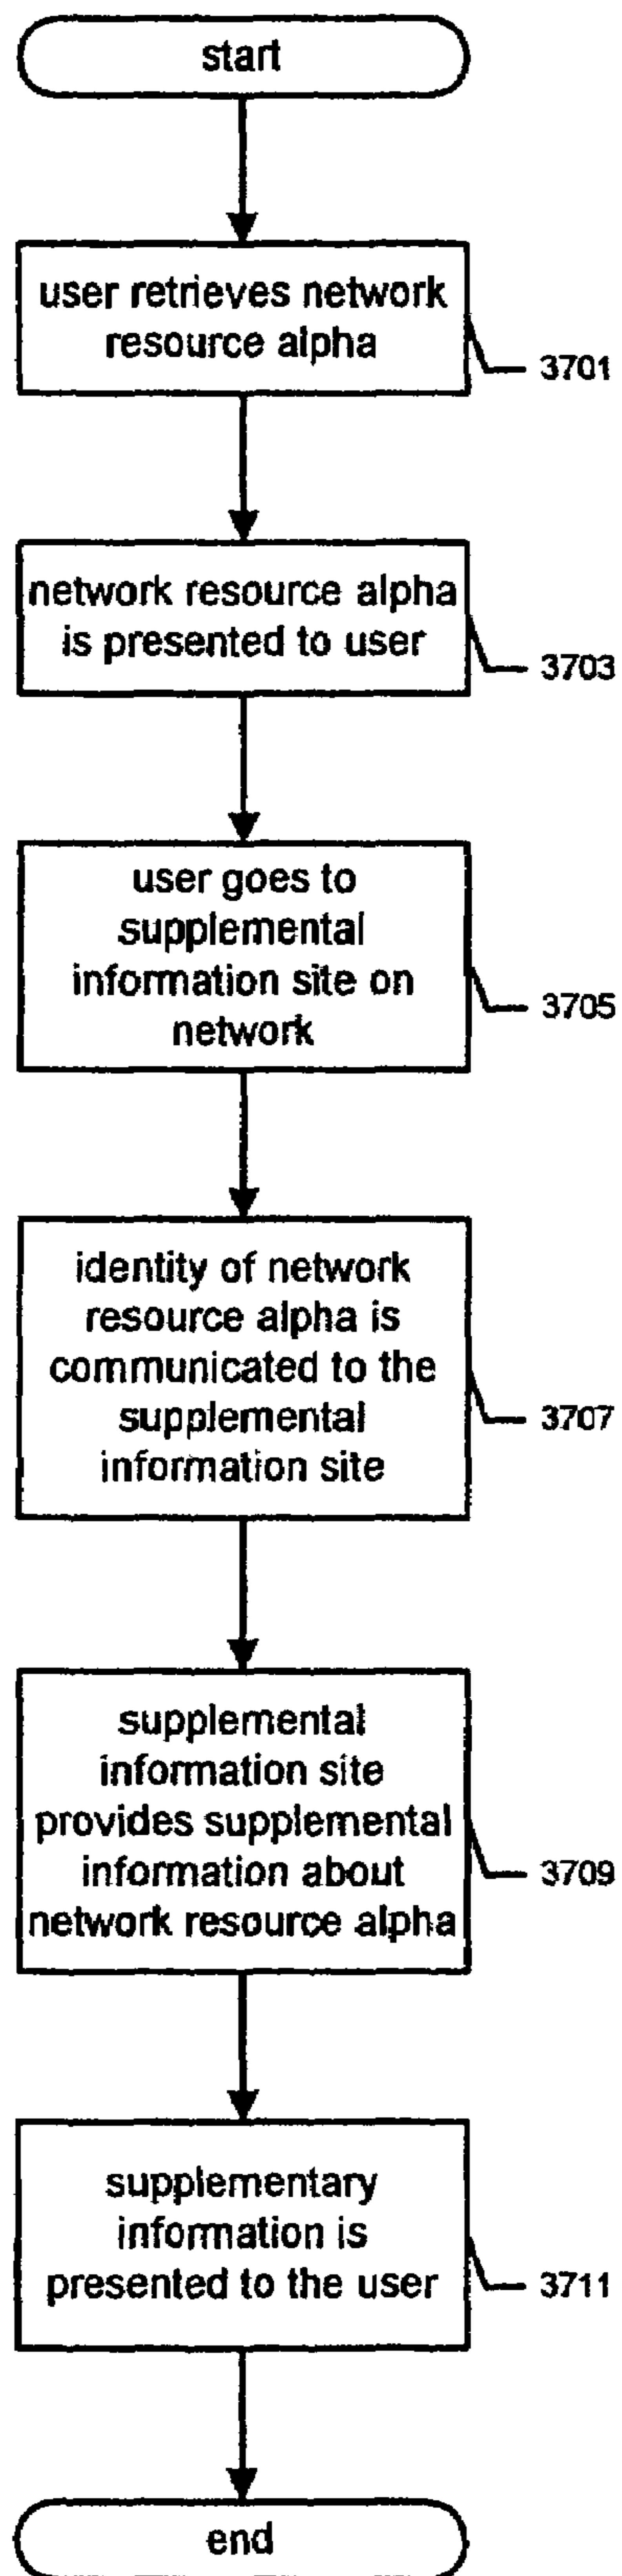 start
user retrieves network
resource alpha
3701
network resource alpha
is presented to user
3703
user goes to
supplemental
information site on
network
3705
identity of network
resource alpha is
communicated to the
supplemental
information site
3707
supplemental
information site
provides supplemental
information about
network resource alpha
3709
supplementary
information is
presented to the user
3711
end